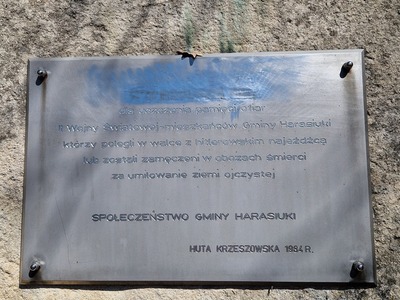 pamięci ofiar
II Wojny Światowej mieszkańców Gminy Harasiuki
którzy polegli w walce z hitlerowskim najeźdźcą
lub zostali zamęczeni w obozach śmierci
za umiłowanie ziemi ojczystej
SPOŁECZEŃSTWO GMINY HARASIUKI
HUTA KRZESZOWSKA 1984 R.